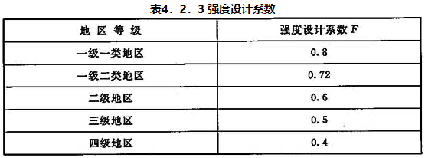 表4．2．3强度设计系数
地区等级 强度设计系数F
一级一类地区 0.8
一级二类地区 0.72
二级地区 0.6
三级地区 0.5
四级地区 0.4